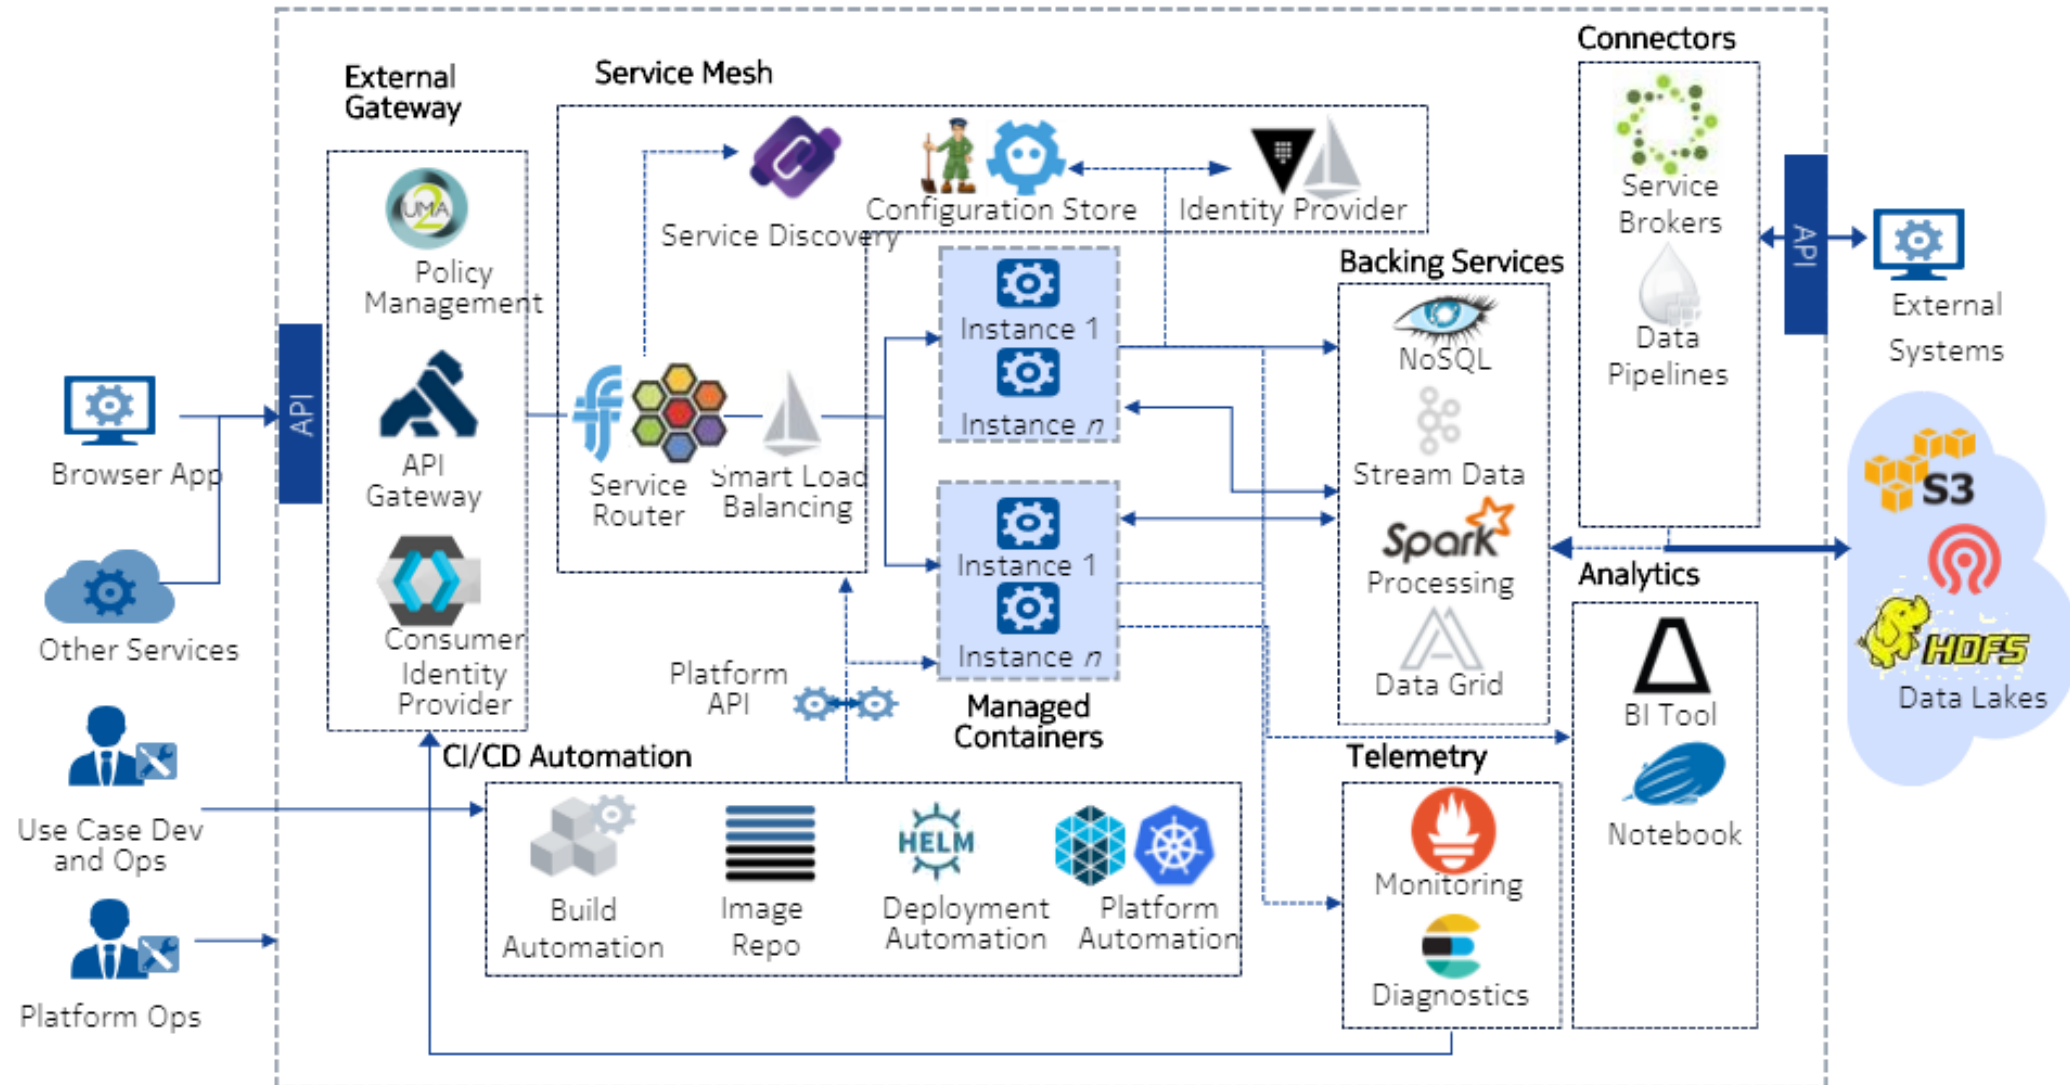 Connectors
External
Gateway
Service Mesh
UMA
2
Policy
Management
API
Gateway
Consumer
Identity
Provider
API
Browser App
Other Services
Use Case Dev
and Ops
Platform Ops
Service Discovery
Configuration Store
Identity Provider
Service
Router
Smart Load
Balancing
Instance 1
Instance n
Instance 1
Instance n
Managed
Containers
Platform
API
Backing Services
NoSQL
Stream Data
Spark
Processing
Data Grid
Service
Brokers
Data
Pipelines
API
External
Systems
S3
HDFS
Data Lakes
Analytics
BI Tool
Notebook
CI/CD Automation
Build
Automation
Image
Repo
HELM
Deployment
Automation
Platform
Automation
Telemetry
Monitoring
Diagnostics